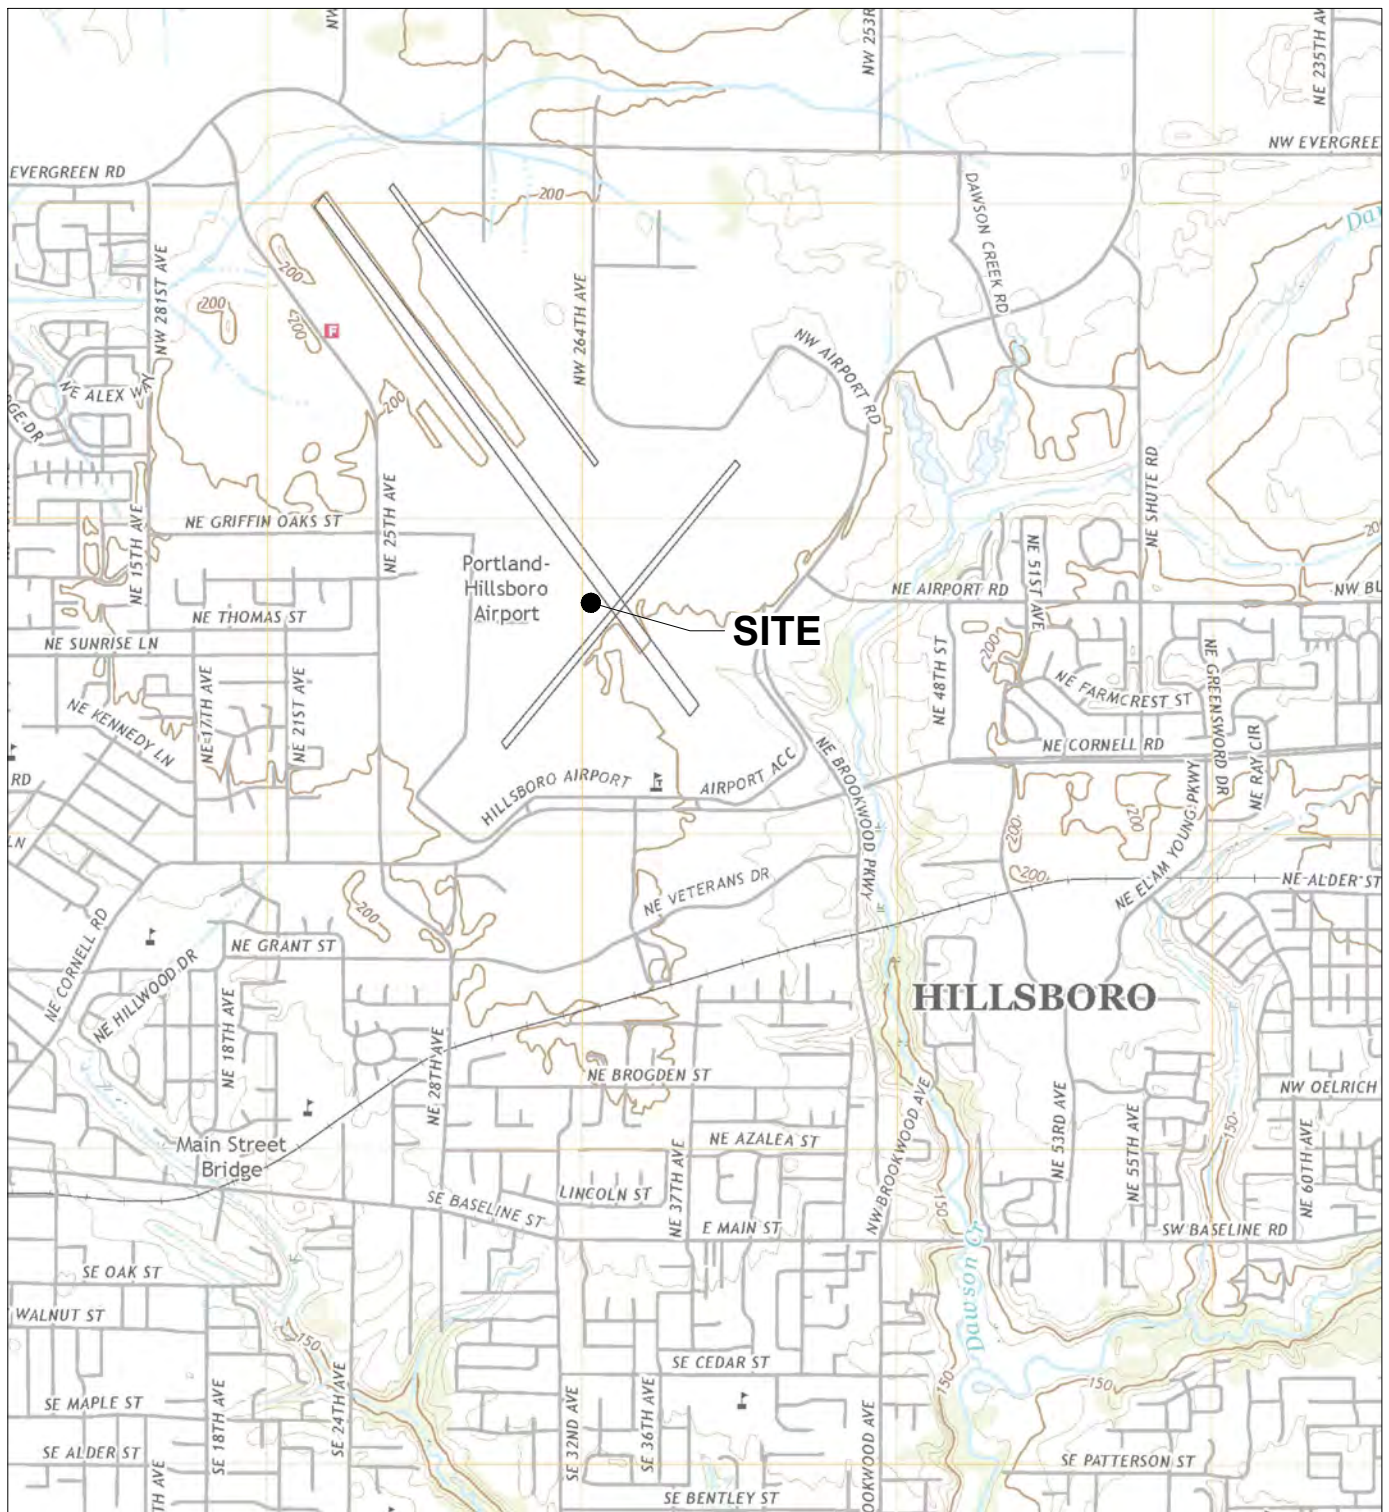 NW 253R
NE 235TH AV
NW EVERGREE
EVERGREEN RD
200
DAWSON CREEK RD
NW 281ST AVE
200
200
200
F
NW 264TH AVE
NW AIRPORT RD
NE ALEX WAY
DGE DR
200
NE SHUTE RD
NE 15TH AVE
NE GRIFFIN OAKS ST
NE 25TH AVE
NE 51ST AVE
Portland-
Hillsboro
Airport
NE AIRPORT RD
NW BU
NE THOMAS ST
SITE
NE SUNRISE LN
NE 48TH ST
200
NE GREENSWORD DR
NE FARMCREST ST
NE 17TH AVE
NE 21ST AVE
NE KENNEDY LN
NE CORNELL RD
NE RAY CIR
RD
HILLSBORO AIRPORT
AIRPORT ACC
NE BROOKWOOD PKWY
200
200
NE ELAM YOUNG PKWY
LN
200
NE ALDER ST
NE VETERANS DR
200
NE CORNELL RD
NE GRANT ST
NE HILLWOOD DR
NE 18TH AVE
HILLSBORO
NE 28TH AVE
NE BROGDEN ST
NW OELRICH
NW BROOKWOOD AVE
NE 53RD AVE
NE 55TH AVE
150
NE 60TH AVE
Main Street
Bridge
NE AZALEA ST
NE 37TH AVE
LINCOLN ST
SE BASELINE ST
150
E MAIN ST
SW BASELINE RD
Dawson Cr
SE OAK ST
WALNUT ST
150
SE CEDAR ST
150
150
SE MAPLE ST
SE 18TH AVE
SE 24TH AVE
SE 32ND AVE
SE 36TH AVE
OOKWOOD AVE
SE ALDER ST
SE PATTERSON ST
TH AVE
SE BENTLEY ST